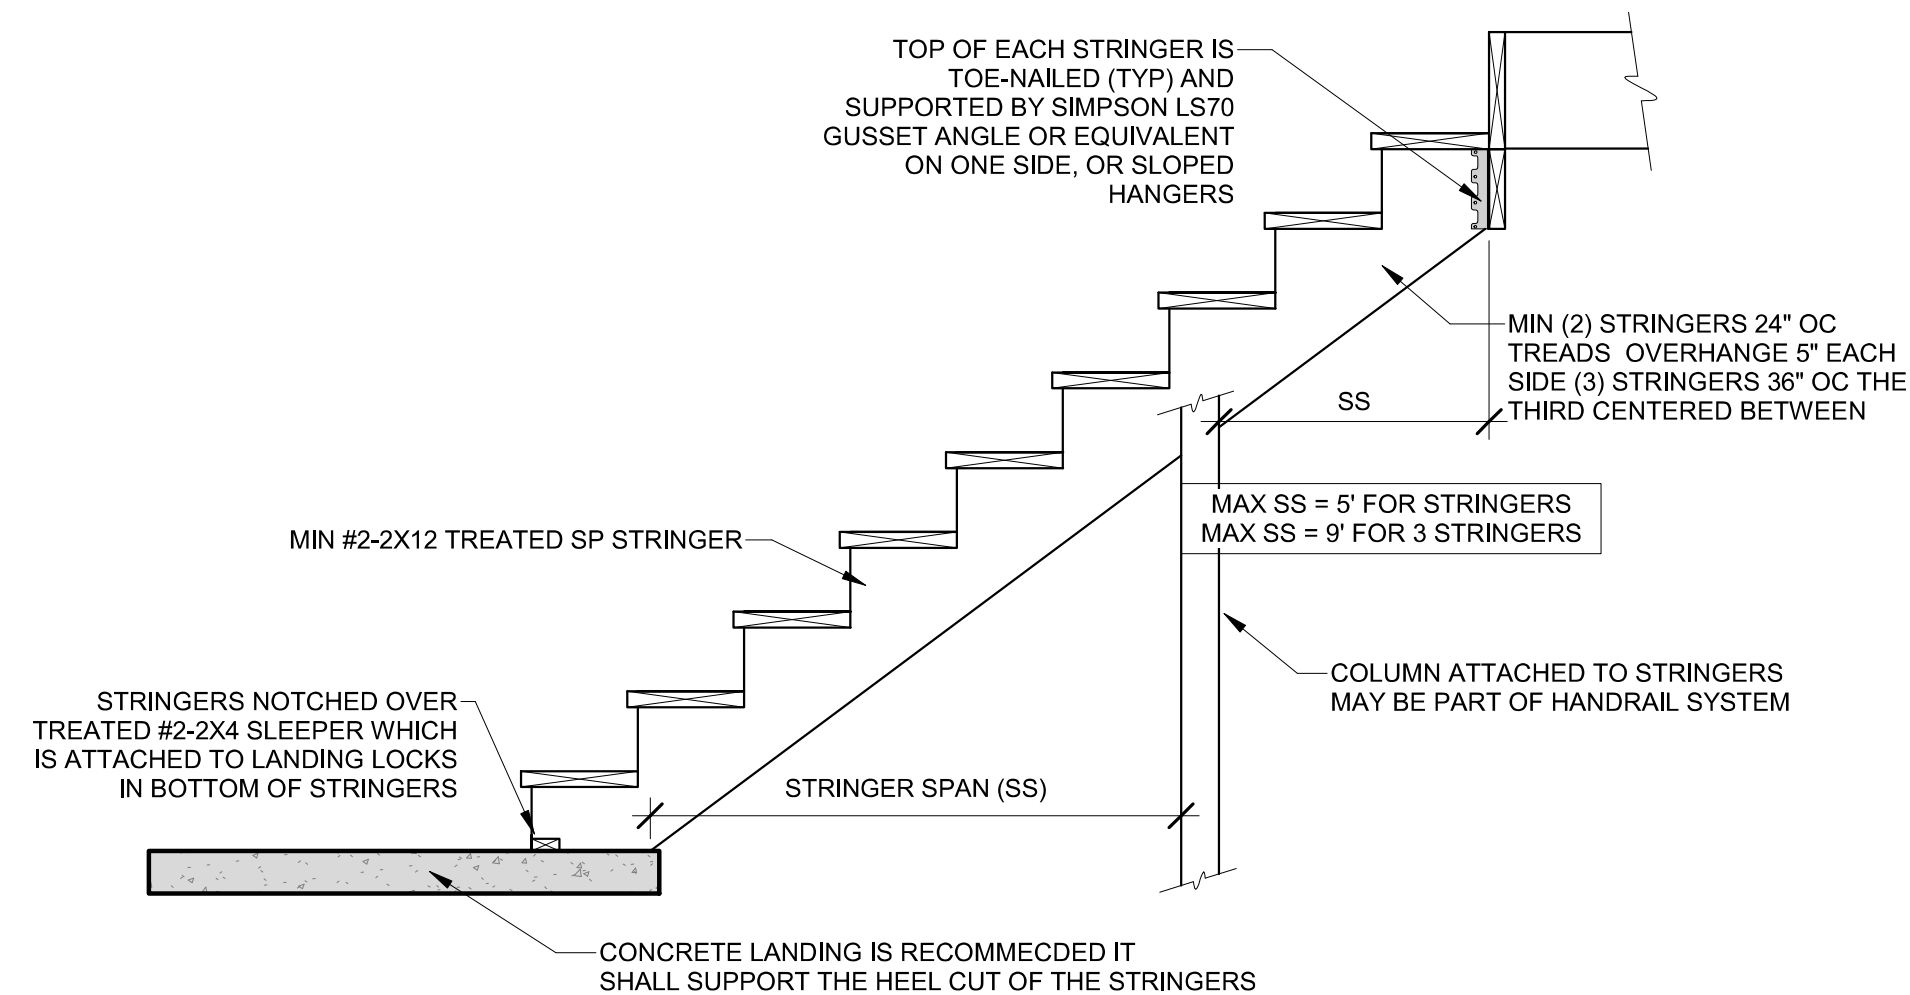 TOP OF EACH STRINGER IS
TOE-NAILED (TYP) AND
SUPPORTED BY SIMPSON LS70
GUSSET ANGLE OR EQUIVALENT
ON ONE SIDE, OR SLOPED
HANGERS
MIN (2) STRINGERS 24" OC
TREADS OVERHANGE 5" EACH
SIDE (3) STRINGERS 36" OC THE
THIRD CENTERED BETWEEN
SS
MAX SS = 5' FOR STRINGERS
MAX SS = 9' FOR 3 STRINGERS
MIN #2-2X12 TREATED SP STRINGER
COLUMN ATTACHED TO STRINGERS
MAY BE PART OF HANDRAIL SYSTEM
STRINGERS NOTCHED OVER
TREATED #2-2X4 SLEEPER WHICH
IS ATTACHED TO LANDING LOCKS
IN BOTTOM OF STRINGERS
STRINGER SPAN (SS)
CONCRETE LANDING IS RECOMMECDED IT
SHALL SUPPORT THE HEEL CUT OF THE STRINGERS